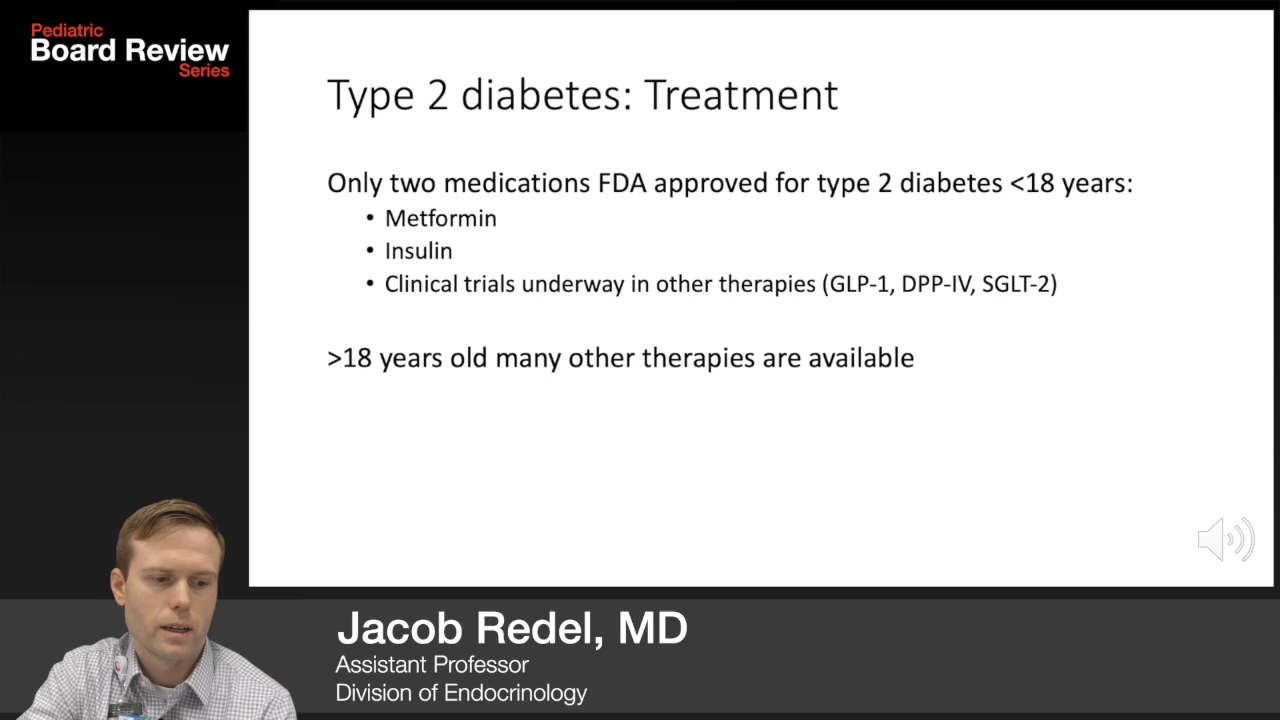 Pediatric
Board Review
Series
Type 2 diabetes: Treatment
Only two medications FDA approved for type 2 diabetes <18 years:
• Metformin
• Insulin
• Clinical trials underway in other therapies (GLP-1, DPP-IV, SGLT-2)
>18 years old many other therapies are available
Jacob Redel, MD
Assistant Professor
Division of Endocrinology